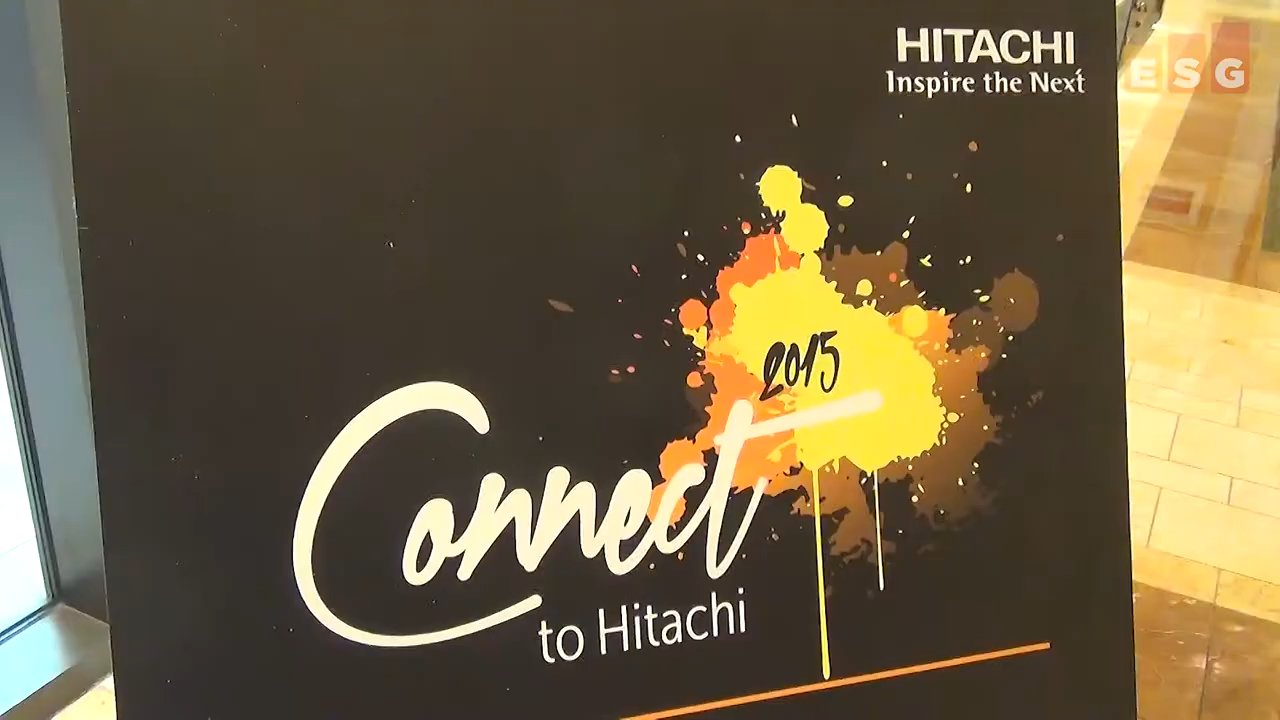 HITACHI
Inspire the Next
ESG
2015
Connect
to Hitachi